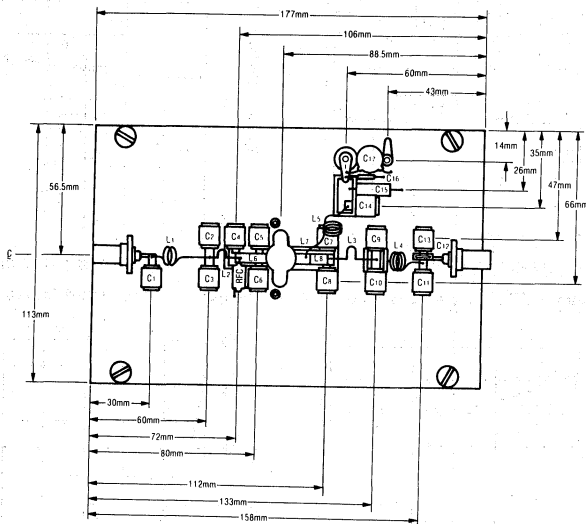 177mm
106mm
88.5mm
60mm
43mm
14mm
26mm
35mm
47mm
66mm
56.5mm
113mm
℄
C17
C16
C15
C14
L5
L1
C2
C4
C5
L7
C7
L3
C9
L4
C13
C12
L6
L8
C1
C3
L2
RFC
C6
C8
C10
C11
30mm
60mm
72mm
80mm
112mm
133mm
158mm